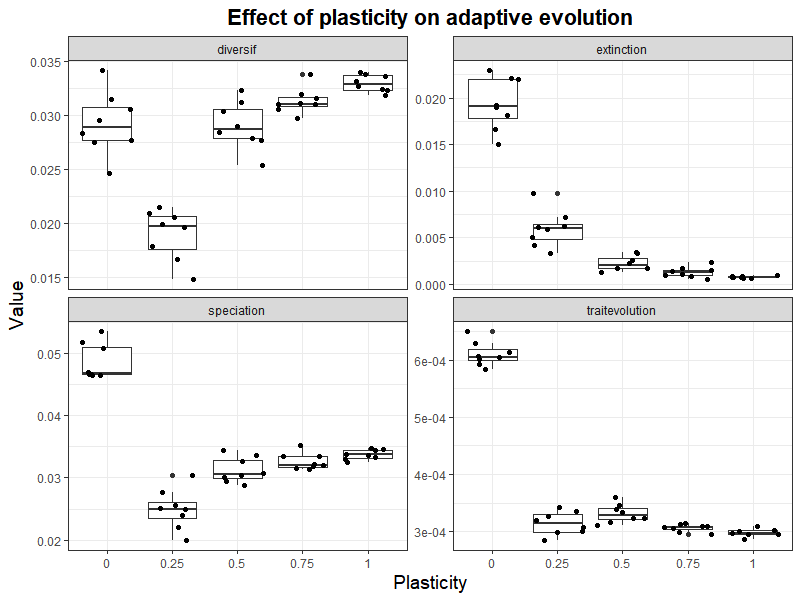 Effect of plasticity on adaptive evolution
diversif
extinction
0.035
0.030
0.025
0.020
0.015
0.020
0.015
0.010
0.005
0.000
Value
speciation
traitevolution
0.05
0.04
0.03
0.02
6e-04
5e-04
4e-04
3e-04
0 0.25 0.5 0.75 1
0 0.25 0.5 0.75 1
Plasticity